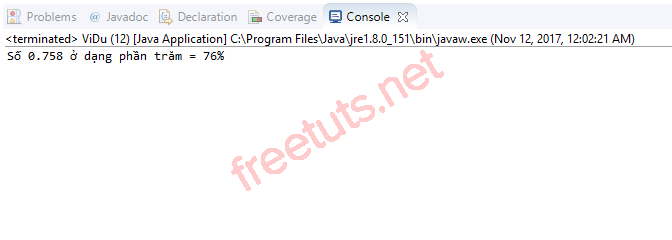 Problems @ Javadoc Declaration Coverage Console
<terminated> ViDu (12) [Java Application] C:\Program Files\Java\jre1.8.0_151\bin\javaw.exe (Nov 12, 2017, 12:02:21 AM)
Số 0.758 ở dạng phần trăm = 76%
freetuts.net